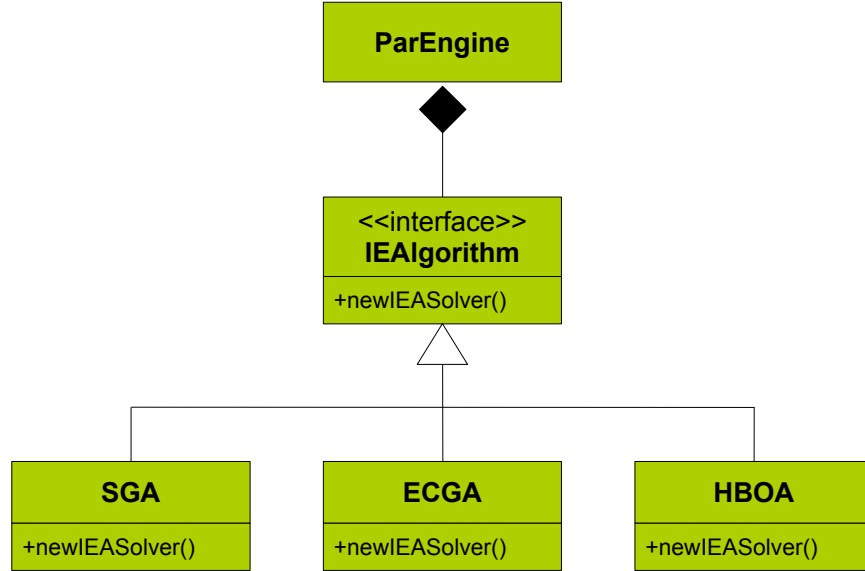 ParEngine
<<interface>>
IEAlgorithm
+newIEASolver()
SGA
+newIEASolver()
ECGA
+newIEASolver()
HBOA
+newIEASolver()